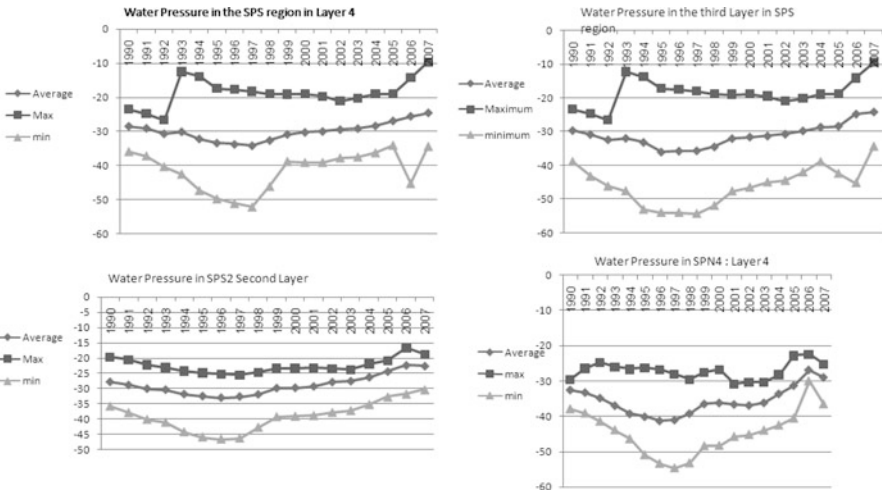 Water Pressure in the SPS region in Layer 4
0
-10
-20
-30
-40
-50
-60
1990 1991 1992 1993 1994 1995 1996 1997 1998 1999 2000 2001 2002 2003 2004 2005 2006 2007
Average
Max
min
Water Pressure in the third Layer in SPS
region
0
-10
-20
-30
-40
-50
-60
1990 1991 1992 1993 1994 1995 1996 1997 1998 1999 2000 2001 2002 2003 2004 2005 2006 2007
Average
Maximum
minimum
Water Pressure in SPS2 Second Layer
0
-5
-10
-15
-20
-25
-30
-35
-40
-45
-50
1990 1991 1992 1993 1994 1995 1996 1997 1998 1999 2000 2001 2002 2003 2004 2005 2006 2007
Average
Max
min
Water Pressure in SPN4 : Layer 4
0
-10
-20
-30
-40
-50
-60
1990 1991 1992 1993 1994 1995 1996 1997 1998 1999 2000 2001 2002 2003 2004 2005 2006 2007
Average
max
min